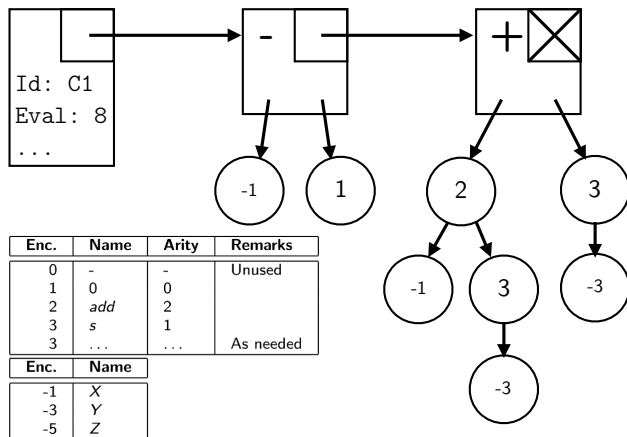 - +
Id: C1
Eval: 8
...
-1 1 2 3
-1 3 -3
-3
Enc. Name Arity Remarks
0 - - Unused
1 0 0
2 add 2
3 s 1
3 ... ... As needed
Enc. Name
-1 X
-3 Y
-5 Z